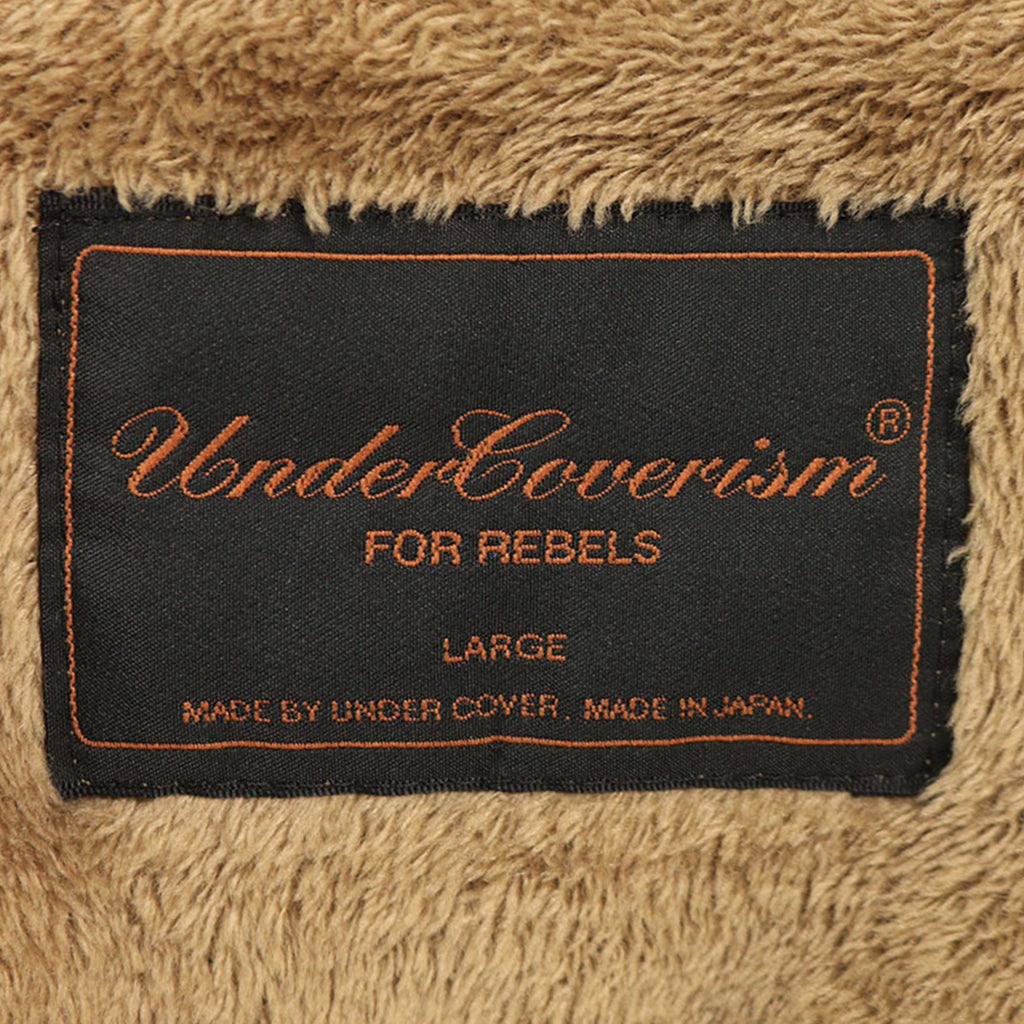 UnderCoverism®
FOR REBELS
LARGE
MADE BY UNDER COVER. MADE IN JAPAN.